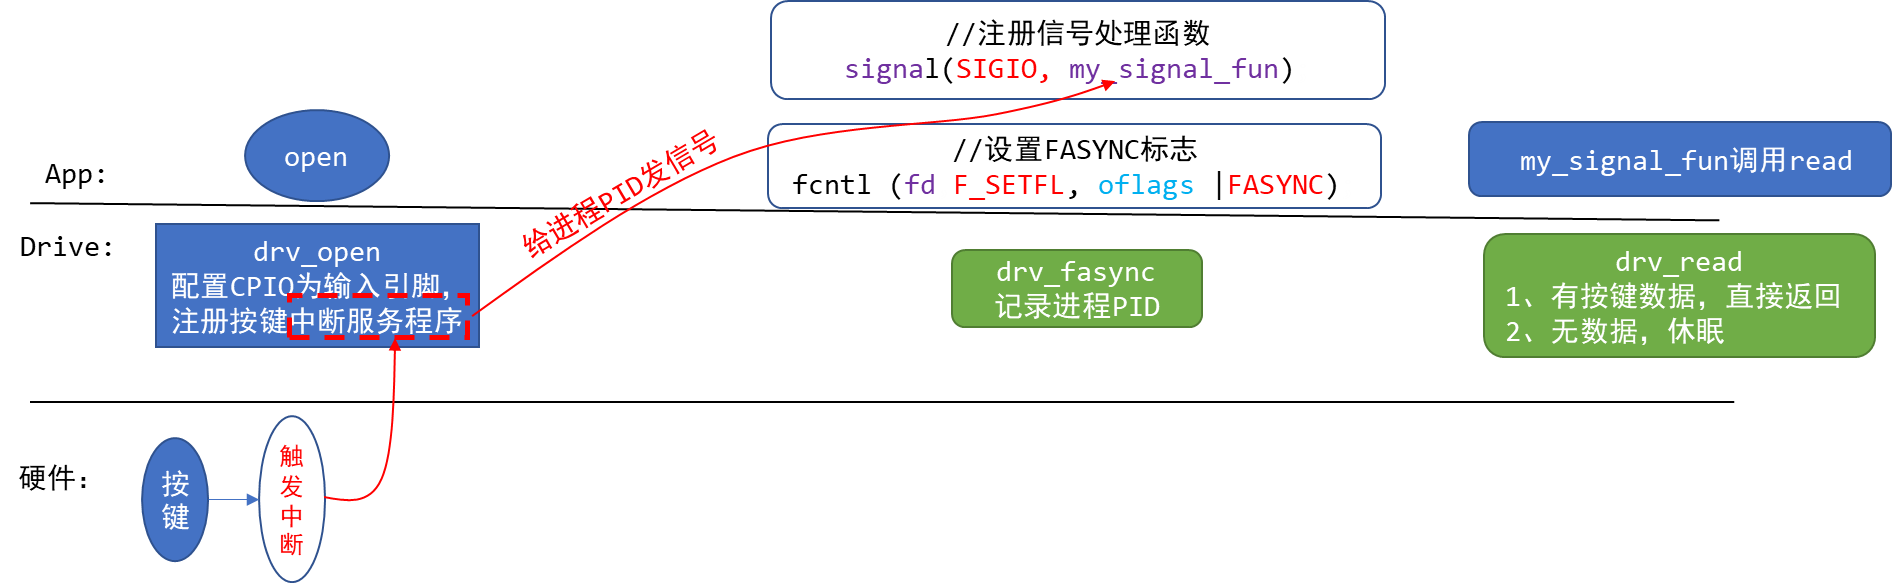 //注册信号处理函数
signal(SIGIO, my_signal_fun)
App:
open
给进程PID发信号
//设置FASYNC标志
fcntl (fd F_SETFL, oflags |FASYNC)
my_signal_fun调用read
Drive:
drv_open
配置CPIO为输入引脚，
注册按键中断服务程序
drv_fasync
记录进程PID
drv_read
1、有按键数据，直接返回
2、无数据，休眠
硬件:
按
键
触
发
中
断